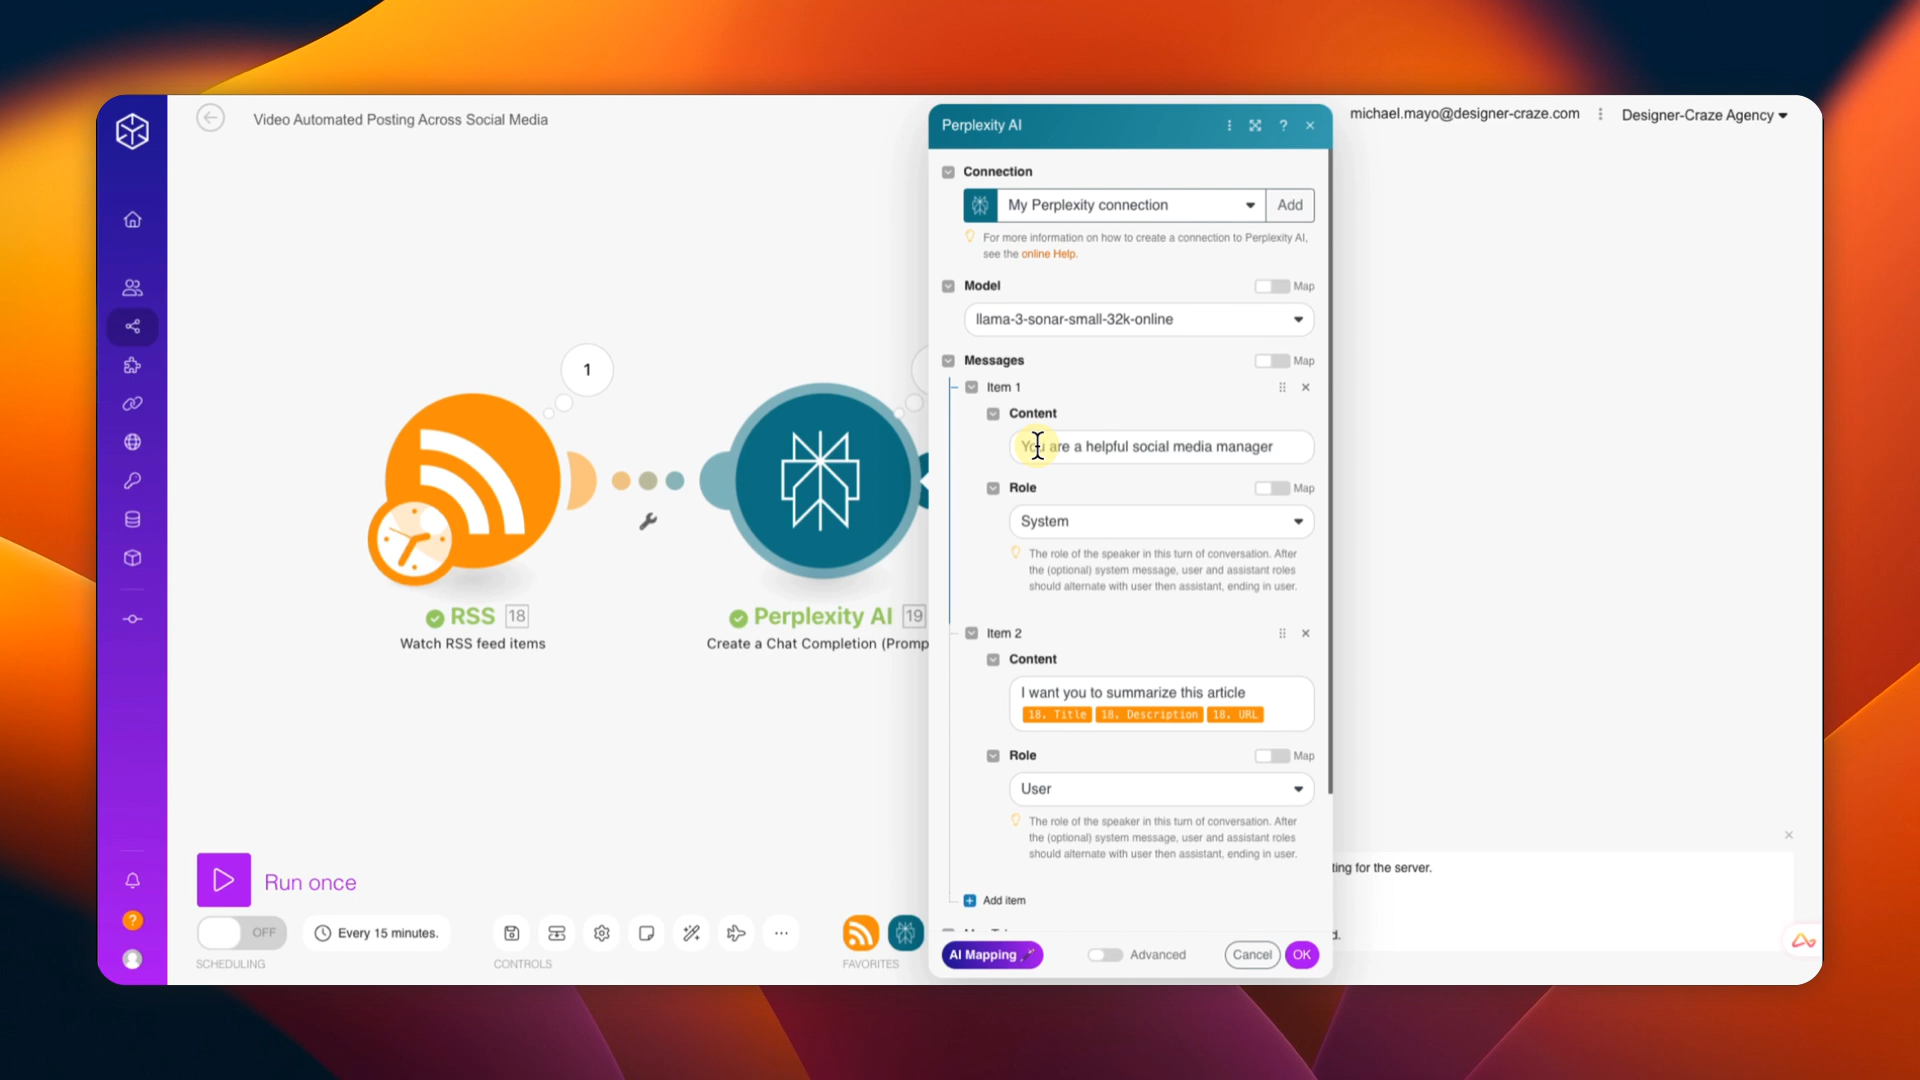 Video Automated Posting Across Social Media
michael.mayo@designer-craze.com
Designer-Craze Agency
Perplexity AI
?
Connection
My Perplexity connection
Add
For more information on how to create a connection to Perplexity AI,
see the online Help.
Model
Map
llama-3-sonar-small-32k-online
Messages
Map
Item 1
Content
You are a helpful social media manager
Role
Map
System
The role of the speaker in this turn of conversation. After
the (optional) system message, user and assistant roles
should alternate with user then assistant, ending in user.
Item 2
Content
I want you to summarize this article
18. Title 18. Description 18. URL
Role
Map
User
The role of the speaker in this turn of conversation. After
the (optional) system message, user and assistant roles
should alternate with user then assistant, ending in user.
Add item
AI Mapping
Advanced
Cancel
OK
1
RSS 18
Watch RSS feed items
Perplexity AI 19
Create a Chat Completion (Promp
ting for the server.
d.
Run once
OFF
Every 15 minutes.
SCHEDULING
CONTROLS
FAVORITES
?